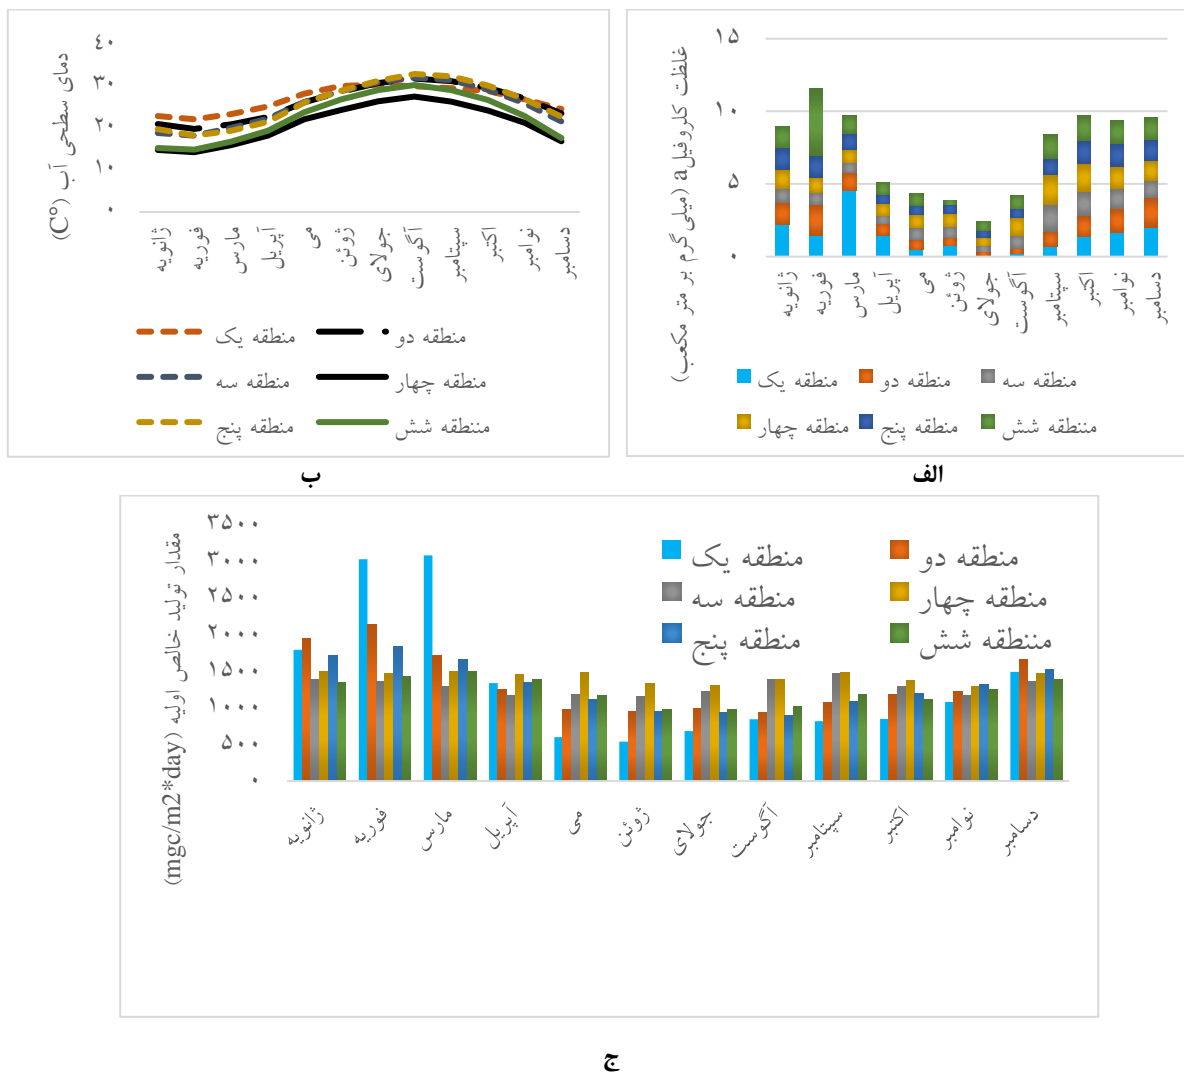 دمای سطحی آب (C°)
۴۰
۳۰
۲۰
۱۰
۰
ژانویه
فوریه
مارس
آپریل
می
ژوئن
جولای
آگوست
سپتامبر
اکتبر
نوامبر
دسامبر
منطقه یک
منطقه دو
منطقه سه
منطقه چهار
منطقه پنج
مننطقه شش
ب
غلظت کلروفیل a (میلی گرم بر متر مکعب)
۱۵
۱۰
۵
۰
ژانویه
فوریه
مارس
آپریل
می
ژوئن
جولای
آگوست
سپتامبر
اکتبر
نوامبر
دسامبر
منطقه یک
منطقه دو
منطقه سه
منطقه چهار
منطقه پنج
مننطقه شش
الف
مقدار تولید خالص اولیه (mgc/m2*day)
۳۵۰۰
۳۰۰۰
۲۵۰۰
۲۰۰۰
۱۵۰۰
۱۰۰۰
۵۰۰
۰
منطقه یک
منطقه دو
منطقه سه
منطقه چهار
منطقه پنج
مننطقه شش
ژانویه
فوریه
مارس
آپریل
می
ژوئن
جولای
آگوست
سپتامبر
اکتبر
نوامبر
دسامبر
ج